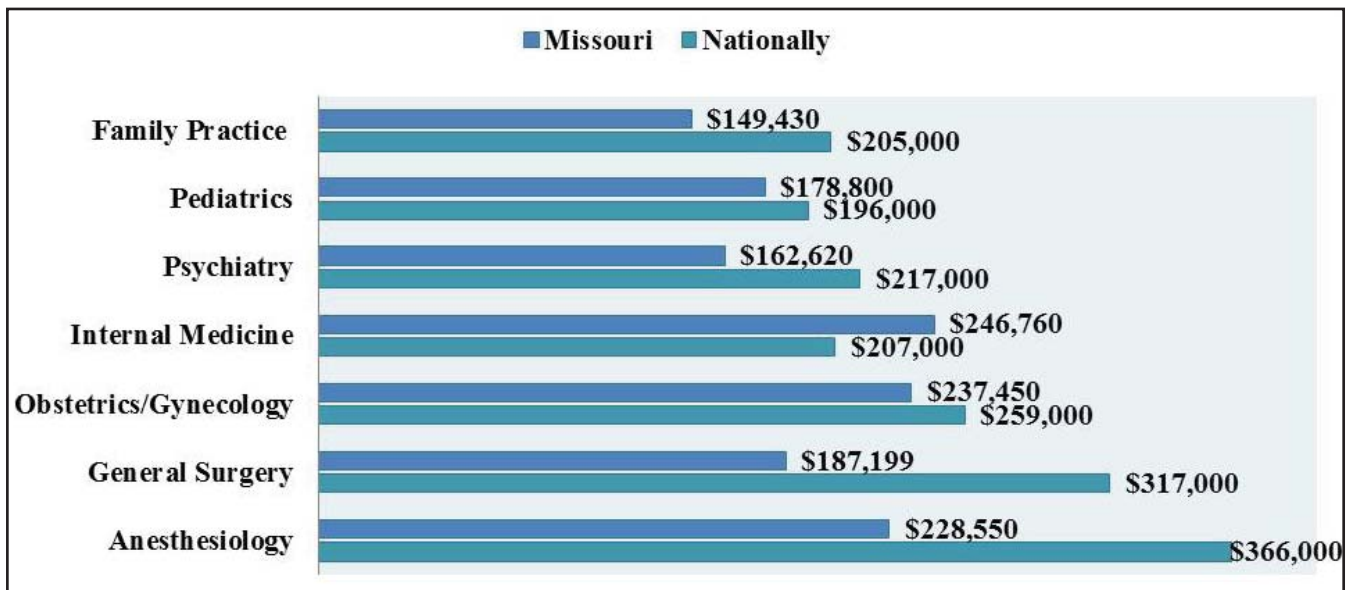 Missouri Nationally
Family Practice
$149,430
$205,000
Pediatrics
$178,800
$196,000
Psychiatry
$162,620
$217,000
Internal Medicine
$246,760
$207,000
Obstetrics/Gynecology
$237,450
$259,000
General Surgery
$187,199
$317,000
Anesthesiology
$228,550
$366,000